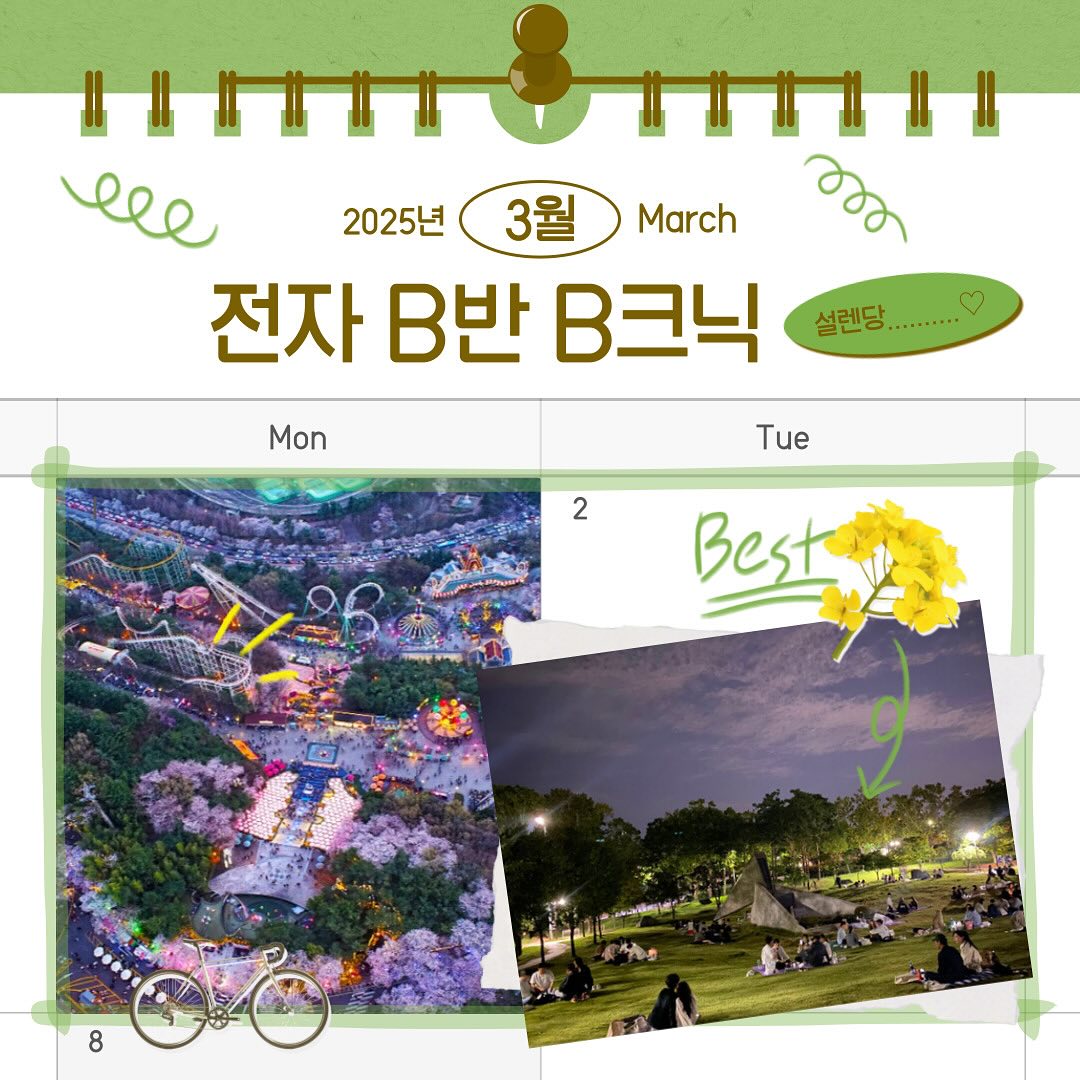 2025년 3월 March
전자 B반 B크닉
설렌당..........♡
Mon Tue
2
Best
8